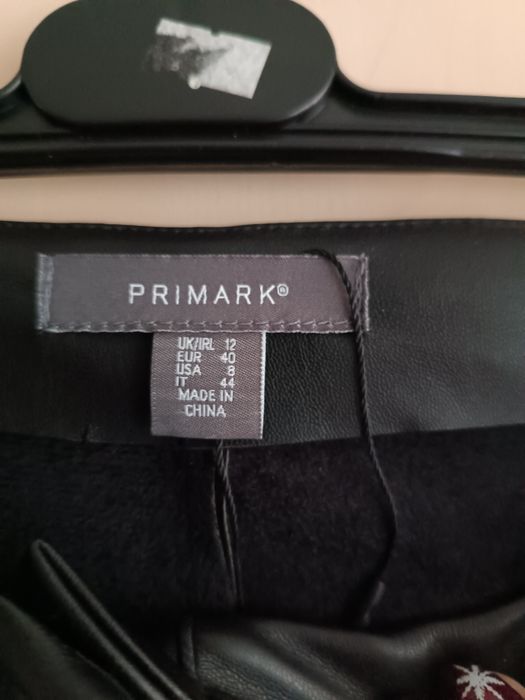 PRIMARK®
UK/IRL 12
EUR 40
USA 8
IT 44
MADE IN
CHINA